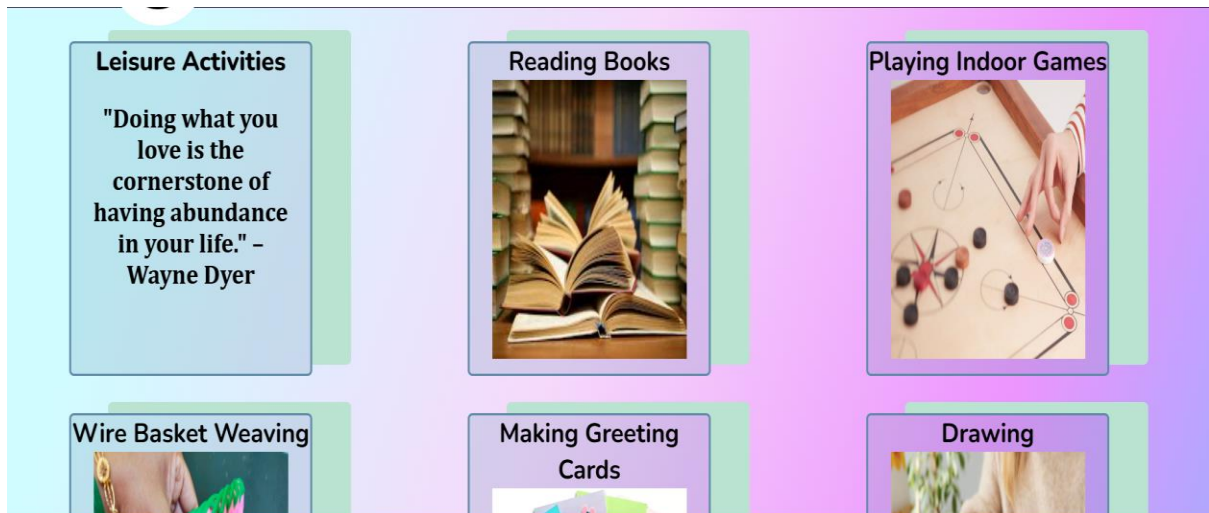 Leisure Activities
"Doing what you
love is the
cornerstone of
having abundance
in your life." –
Wayne Dyer
Reading Books
Playing Indoor Games
Wire Basket Weaving
Making Greeting
Cards
Drawing